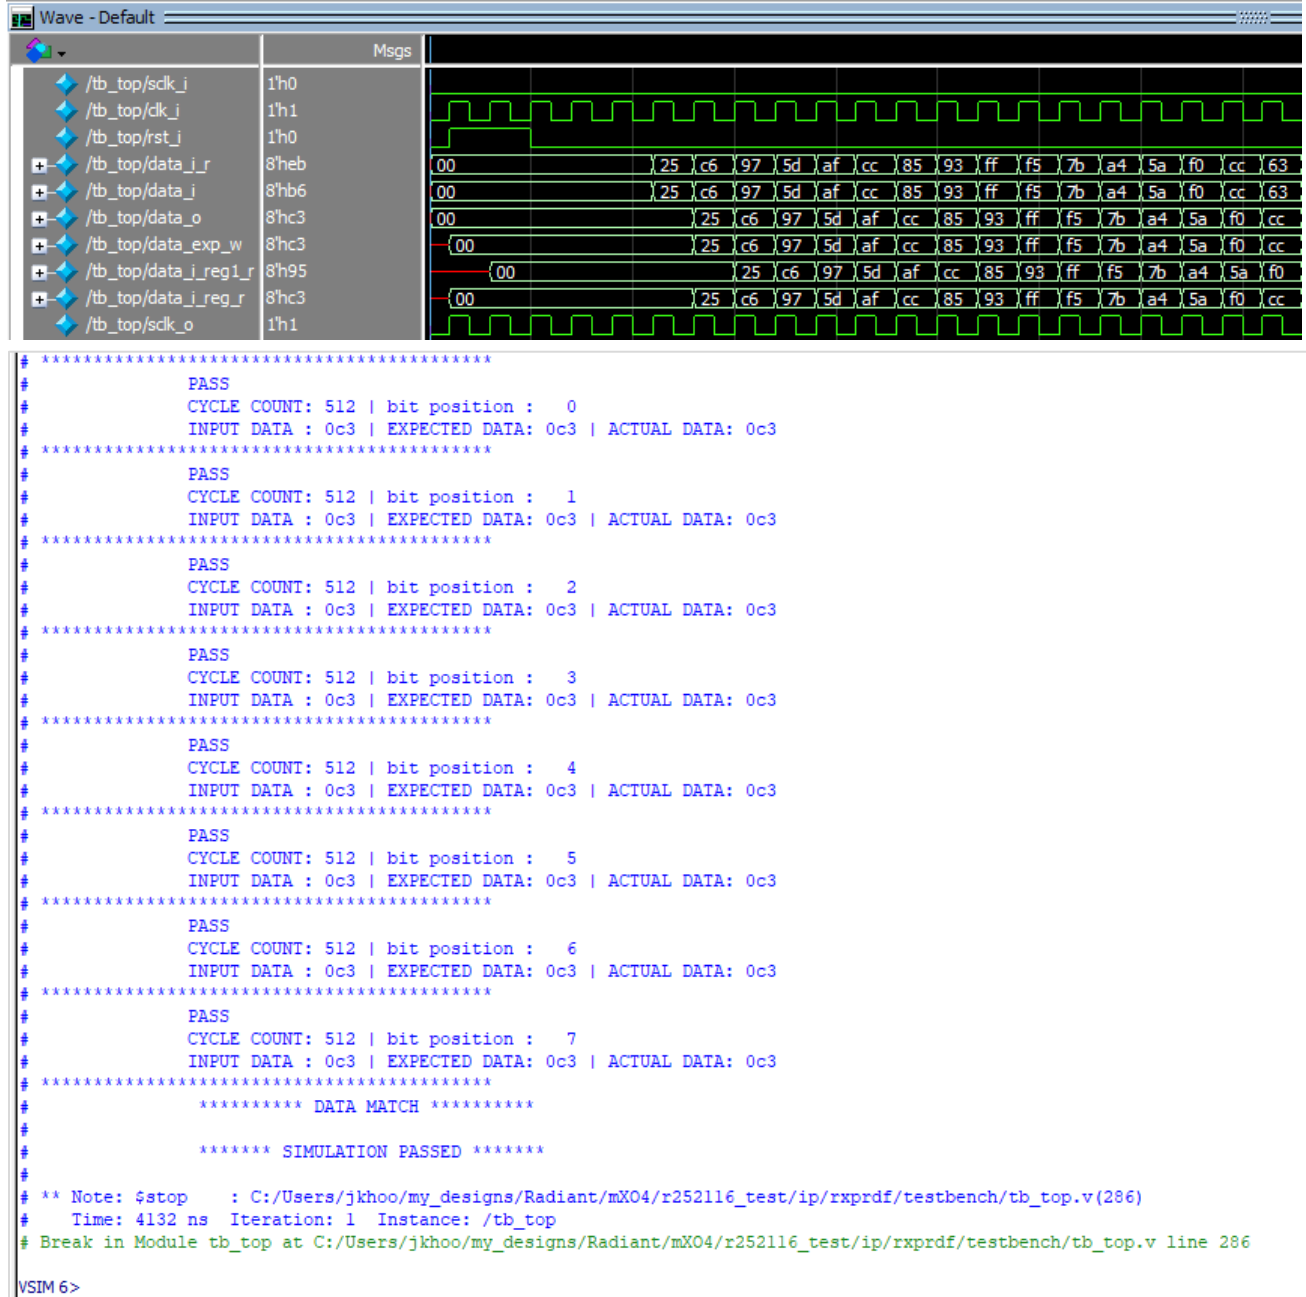 Wave - Default
Msgs
/tb_top/sclk_i 1'h0
/tb_top/clk_i 1'h1
/tb_top/rst_i 1'h0
/tb_top/data_i_r 8'heb 00 25 c6 97 5d af cc 85 93 ff f5 7b a4 5a f0 cc 63
/tb_top/data_i 8'hb6 00 25 c6 97 5d af cc 85 93 ff f5 7b a4 5a f0 cc 63
/tb_top/data_o 8'hc3 00 25 c6 97 5d af cc 85 93 ff f5 7b a4 5a f0 cc
/tb_top/data_exp_w 8'hc3 00 25 c6 97 5d af cc 85 93 ff f5 7b a4 5a f0 cc
/tb_top/data_i_reg1_r 8'h95 00 25 c6 97 5d af cc 85 93 ff f5 7b a4 5a f0
/tb_top/data_i_reg_r 8'hc3 00 25 c6 97 5d af cc 85 93 ff f5 7b a4 5a f0 cc
/tb_top/sclk_o 1'h1
# *******************************************
# PASS
# CYCLE COUNT: 512 | bit position : 0
# INPUT DATA : 0c3 | EXPECTED DATA: 0c3 | ACTUAL DATA: 0c3
# *******************************************
# PASS
# CYCLE COUNT: 512 | bit position : 1
# INPUT DATA : 0c3 | EXPECTED DATA: 0c3 | ACTUAL DATA: 0c3
# *******************************************
# PASS
# CYCLE COUNT: 512 | bit position : 2
# INPUT DATA : 0c3 | EXPECTED DATA: 0c3 | ACTUAL DATA: 0c3
# *******************************************
# PASS
# CYCLE COUNT: 512 | bit position : 3
# INPUT DATA : 0c3 | EXPECTED DATA: 0c3 | ACTUAL DATA: 0c3
# *******************************************
# PASS
# CYCLE COUNT: 512 | bit position : 4
# INPUT DATA : 0c3 | EXPECTED DATA: 0c3 | ACTUAL DATA: 0c3
# *******************************************
# PASS
# CYCLE COUNT: 512 | bit position : 5
# INPUT DATA : 0c3 | EXPECTED DATA: 0c3 | ACTUAL DATA: 0c3
# *******************************************
# PASS
# CYCLE COUNT: 512 | bit position : 6
# INPUT DATA : 0c3 | EXPECTED DATA: 0c3 | ACTUAL DATA: 0c3
# *******************************************
# PASS
# CYCLE COUNT: 512 | bit position : 7
# INPUT DATA : 0c3 | EXPECTED DATA: 0c3 | ACTUAL DATA: 0c3
# *******************************************
# ********** DATA MATCH **********
#
# ******* SIMULATION PASSED *******
#
# ** Note: $stop : C:/Users/jkhoo/my_designs/Radiant/mXO4/r252116_test/ip/rxprdf/testbench/tb_top.v(286)
# Time: 4132 ns Iteration: 1 Instance: /tb_top
# Break in Module tb_top at C:/Users/jkhoo/my_designs/Radiant/mXO4/r252116_test/ip/rxprdf/testbench/tb_top.v line 286
VSIM 6>